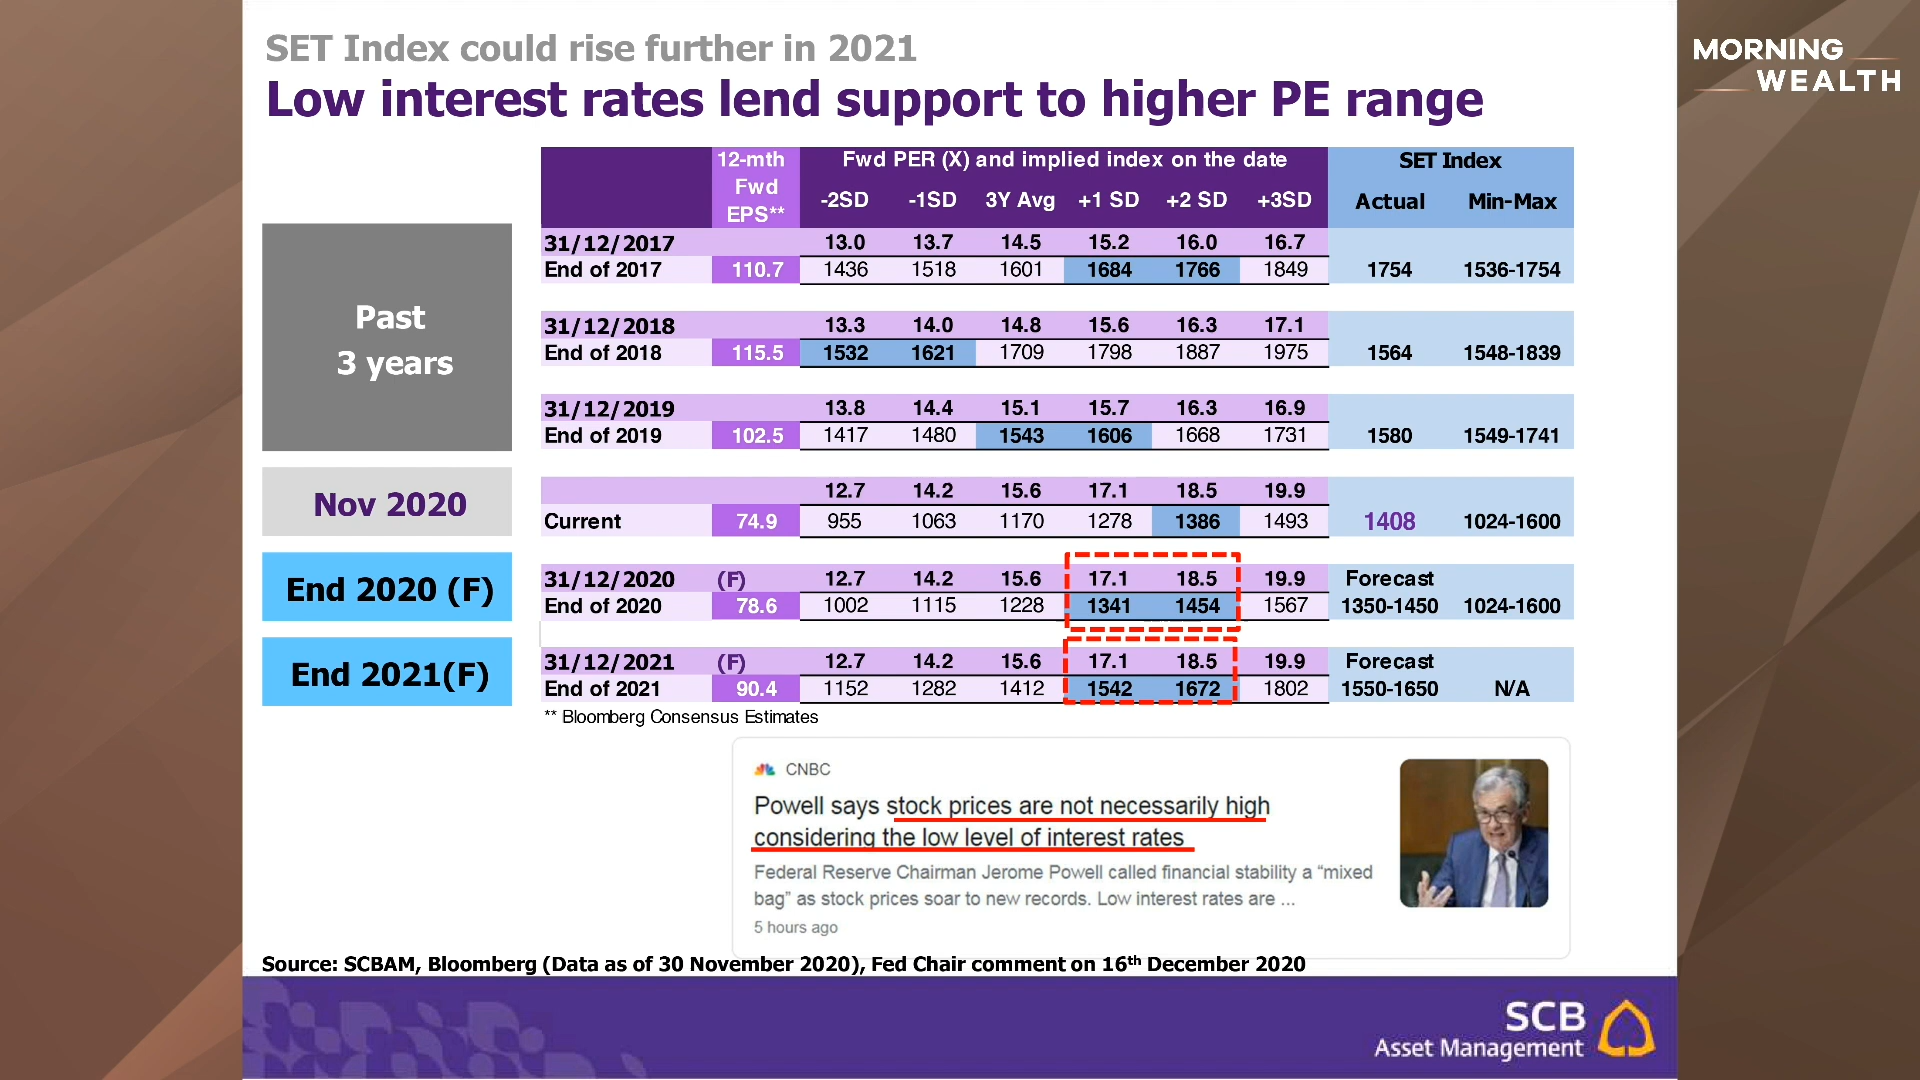 SET Index could rise further in 2021
Low interest rates lend support to higher PE range
MORNING
WEALTH
12-mth Fwd EPS** Fwd PER (X) and implied index on the date SET Index
-2SD -1SD 3Y Avg +1 SD +2 SD +3SD Actual Min-Max
Past
3 years
31/12/2017 13.0 13.7 14.5 15.2 16.0 16.7
End of 2017 110.7 1436 1518 1601 1684 1766 1849 1754 1536-1754
31/12/2018 13.3 14.0 14.8 15.6 16.3 17.1
End of 2018 115.5 1532 1621 1709 1798 1887 1975 1564 1548-1839
31/12/2019 13.8 14.4 15.1 15.7 16.3 16.9
End of 2019 102.5 1417 1480 1543 1606 1668 1731 1580 1549-1741
Nov 2020
12.7 14.2 15.6 17.1 18.5 19.9
Current 74.9 955 1063 1170 1278 1386 1493 1408 1024-1600
End 2020 (F)
31/12/2020 (F) 12.7 14.2 15.6 17.1 18.5 19.9 Forecast
End of 2020 78.6 1002 1115 1228 1341 1454 1567 1350-1450 1024-1600
End 2021(F)
31/12/2021 (F) 12.7 14.2 15.6 17.1 18.5 19.9 Forecast
End of 2021 90.4 1152 1282 1412 1542 1672 1802 1550-1650 N/A
** Bloomberg Consensus Estimates
CNBC
Powell says stock prices are not necessarily high
considering the low level of interest rates
Federal Reserve Chairman Jerome Powell called financial stability a “mixed
bag” as stock prices soar to new records. Low interest rates are ...
5 hours ago
Source: SCBAM, Bloomberg (Data as of 30 November 2020), Fed Chair comment on 16th December 2020
SCB
Asset Management